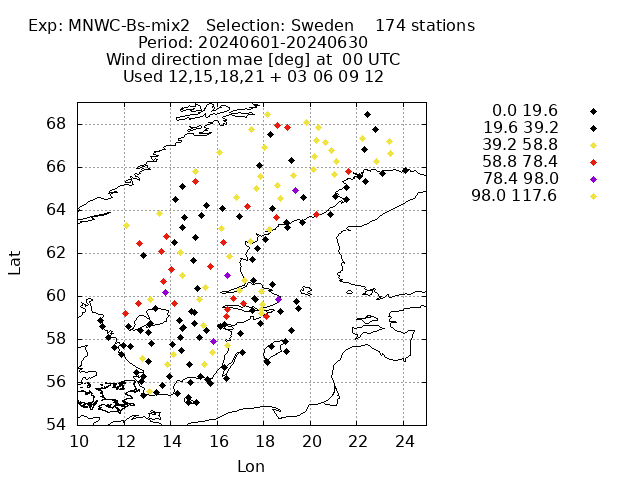 Exp: MNWC-Bs-mix2   Selection: Sweden    174 stations
Period: 20240601-20240630
Wind direction mae [deg] at  00 UTC
Used 12,15,18,21 + 03 06 09 12
0.0 19.6
19.6 39.2
39.2 58.8
58.8 78.4
78.4 98.0
98.0 117.6
68
66
64
62
60
58
56
54
Lat
10 12 14 16 18 20 22 24
Lon